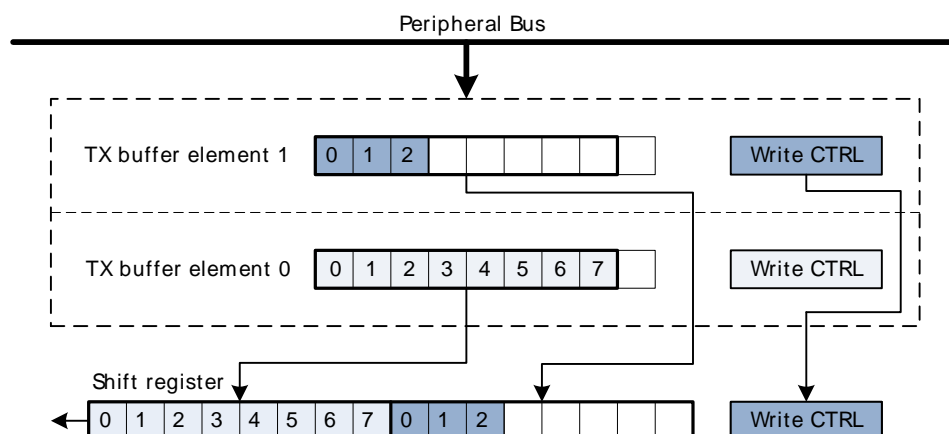 Peripheral Bus
TX buffer element 1 0 1 2 Write CTRL
TX buffer element 0 0 1 2 3 4 5 6 7 Write CTRL
Shift register
0 1 2 3 4 5 6 7 0 1 2 Write CTRL